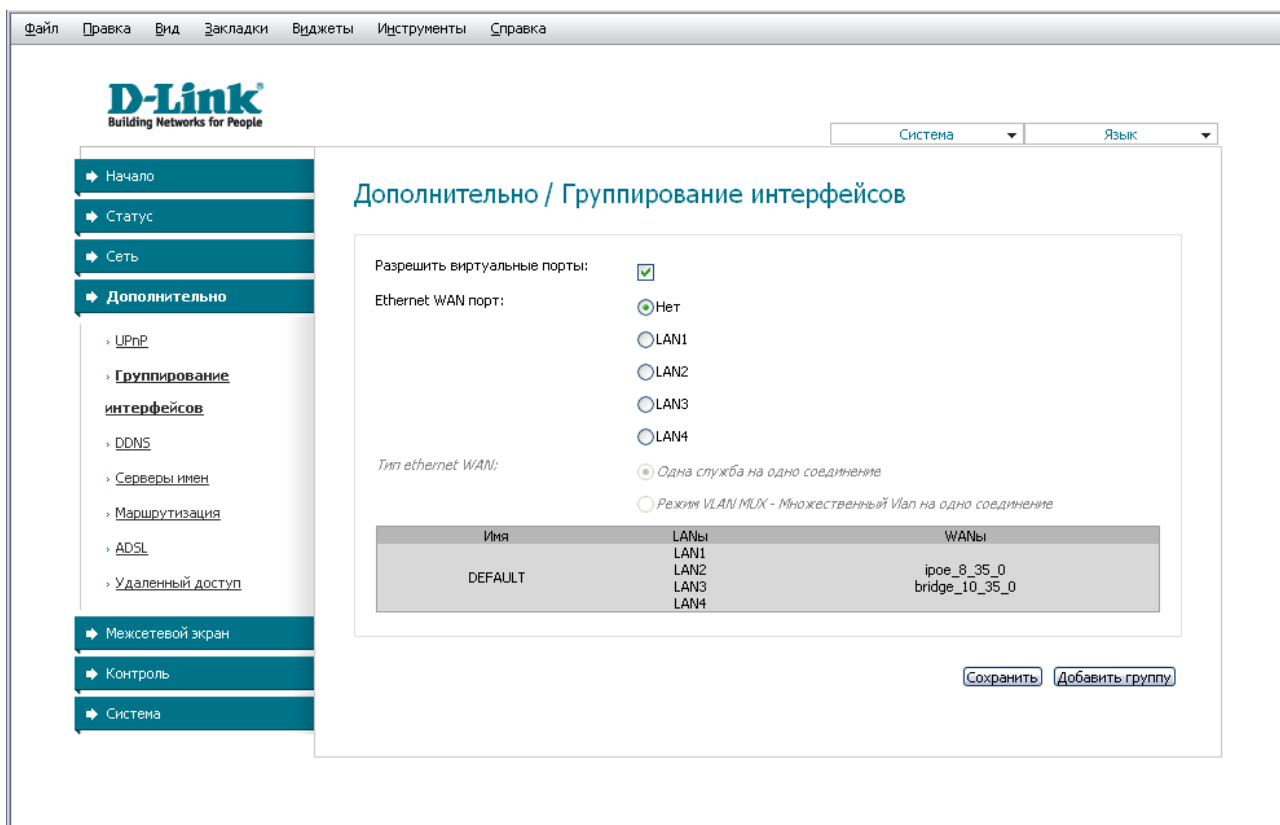 Файл Правка Вид Закладки Виджеты Инструменты Справка
D-Link®
Building Networks for People
Система Язык
Начало
Статус
Сеть
Дополнительно
UPnP
Группирование
интерфейсов
DDNS
Серверы имен
Маршрутизация
ADSL
Удаленный доступ
Межсетевой экран
Контроль
Система
Дополнительно / Группирование интерфейсов
Разрешить виртуальные порты:
Ethernet WAN порт:
Нет
LAN1
LAN2
LAN3
LAN4
Тип ethernet WAN:
Одна служба на одно соединение
Режим VLAN MUX - Множественный Vlan на одно соединение
Имя LANы WANы
DEFAULT
LAN1
LAN2
LAN3
LAN4
ipoe_8_35_0
bridge_10_35_0
Сохранить Добавить группу